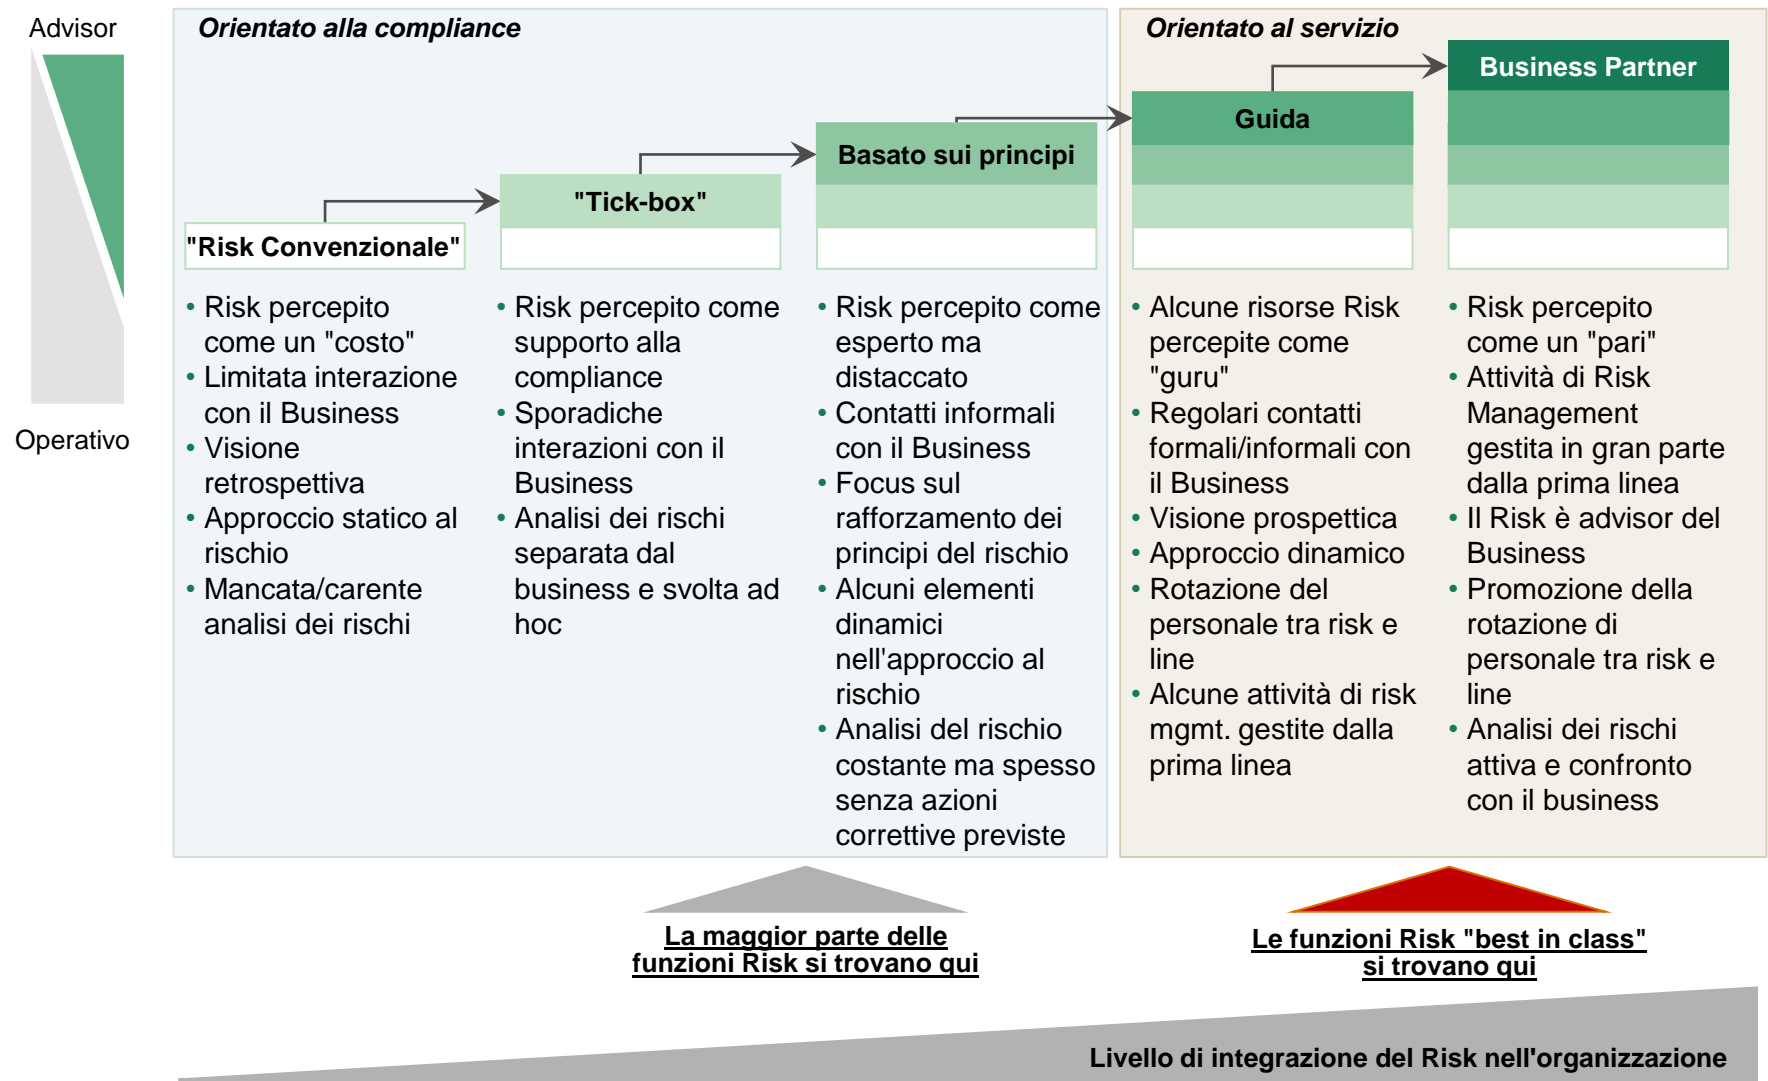 Advisor
Operativo
Orientato alla compliance
Orientato al servizio
"Risk Convenzionale"
• Risk percepito
come un "costo"
• Limitata interazione
con il Business
• Visione
retrospettiva
• Approccio statico al
rischio
• Mancata/carente
analisi dei rischi
"Tick-box"
• Risk percepito come
supporto alla
compliance
• Sporadiche
interazioni con il
Business
• Analisi dei rischi
separata dal
business e svolta ad
hoc
Basato sui principi
• Risk percepito come
esperto ma
distaccato
• Contatti informali
con il Business
• Focus sul
rafforzamento dei
principi del rischio
• Alcuni elementi
dinamici
nell'approccio al
rischio
• Analisi del rischio
costante ma spesso
senza azioni
correttive previste
Guida
• Alcune risorse Risk
percepite come
"guru"
• Regolari contatti
formali/informali con
il Business
• Visione prospettica
• Approccio dinamico
• Rotazione del
personale tra risk e
line
• Alcune attività di risk
mgmt. gestite dalla
prima linea
Business Partner
• Risk percepito
come un "pari"
• Attività di Risk
Management
gestita in gran parte
dalla prima linea
• Il Risk è advisor del
Business
• Promozione della
rotazione di
personale tra risk e
line
• Analisi dei rischi
attiva e confronto
con il business
La maggior parte delle
funzioni Risk si trovano qui
Le funzioni Risk "best in class"
si trovano qui
Livello di integrazione del Risk nell'organizzazione